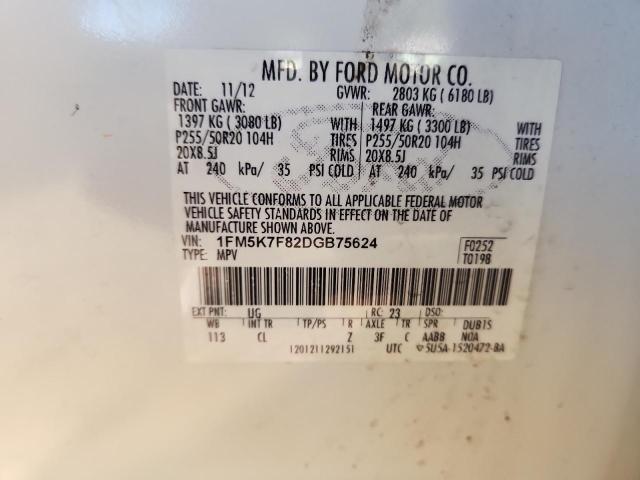 MFD. BY FORD MOTOR CO.
DATE: 11/12 GVWR: 2803 KG ( 6180 LB)
FRONT GAWR: REAR GAWR:
1397 KG ( 3080 LB) WITH 1497 KG ( 3300 LB) WITH
P255/50R20 104H TIRES P255/50R20 104H TIRES
20X8.5J RIMS 20X8.5J RIMS
AT 240 kPa/ 35 PSI COLD AT 240 kPa/ 35 PSI COLD
THIS VEHICLE CONFORMS TO ALL APPLICABLE FEDERAL MOTOR
VEHICLE SAFETY STANDARDS IN EFFECT ON THE DATE OF
MANUFACTURE SHOWN ABOVE.
VIN: 1FM5K7F82DGB75624 F0252
TYPE: MPV T0198
EXT PNT: UG RC: 23 DSO:
WB INT TR TP/PS R AXLE TR SPR DUB1S
113 CL Z 3F C AABB NOA
1201211292151 UTC 5U5A-1520472-BA